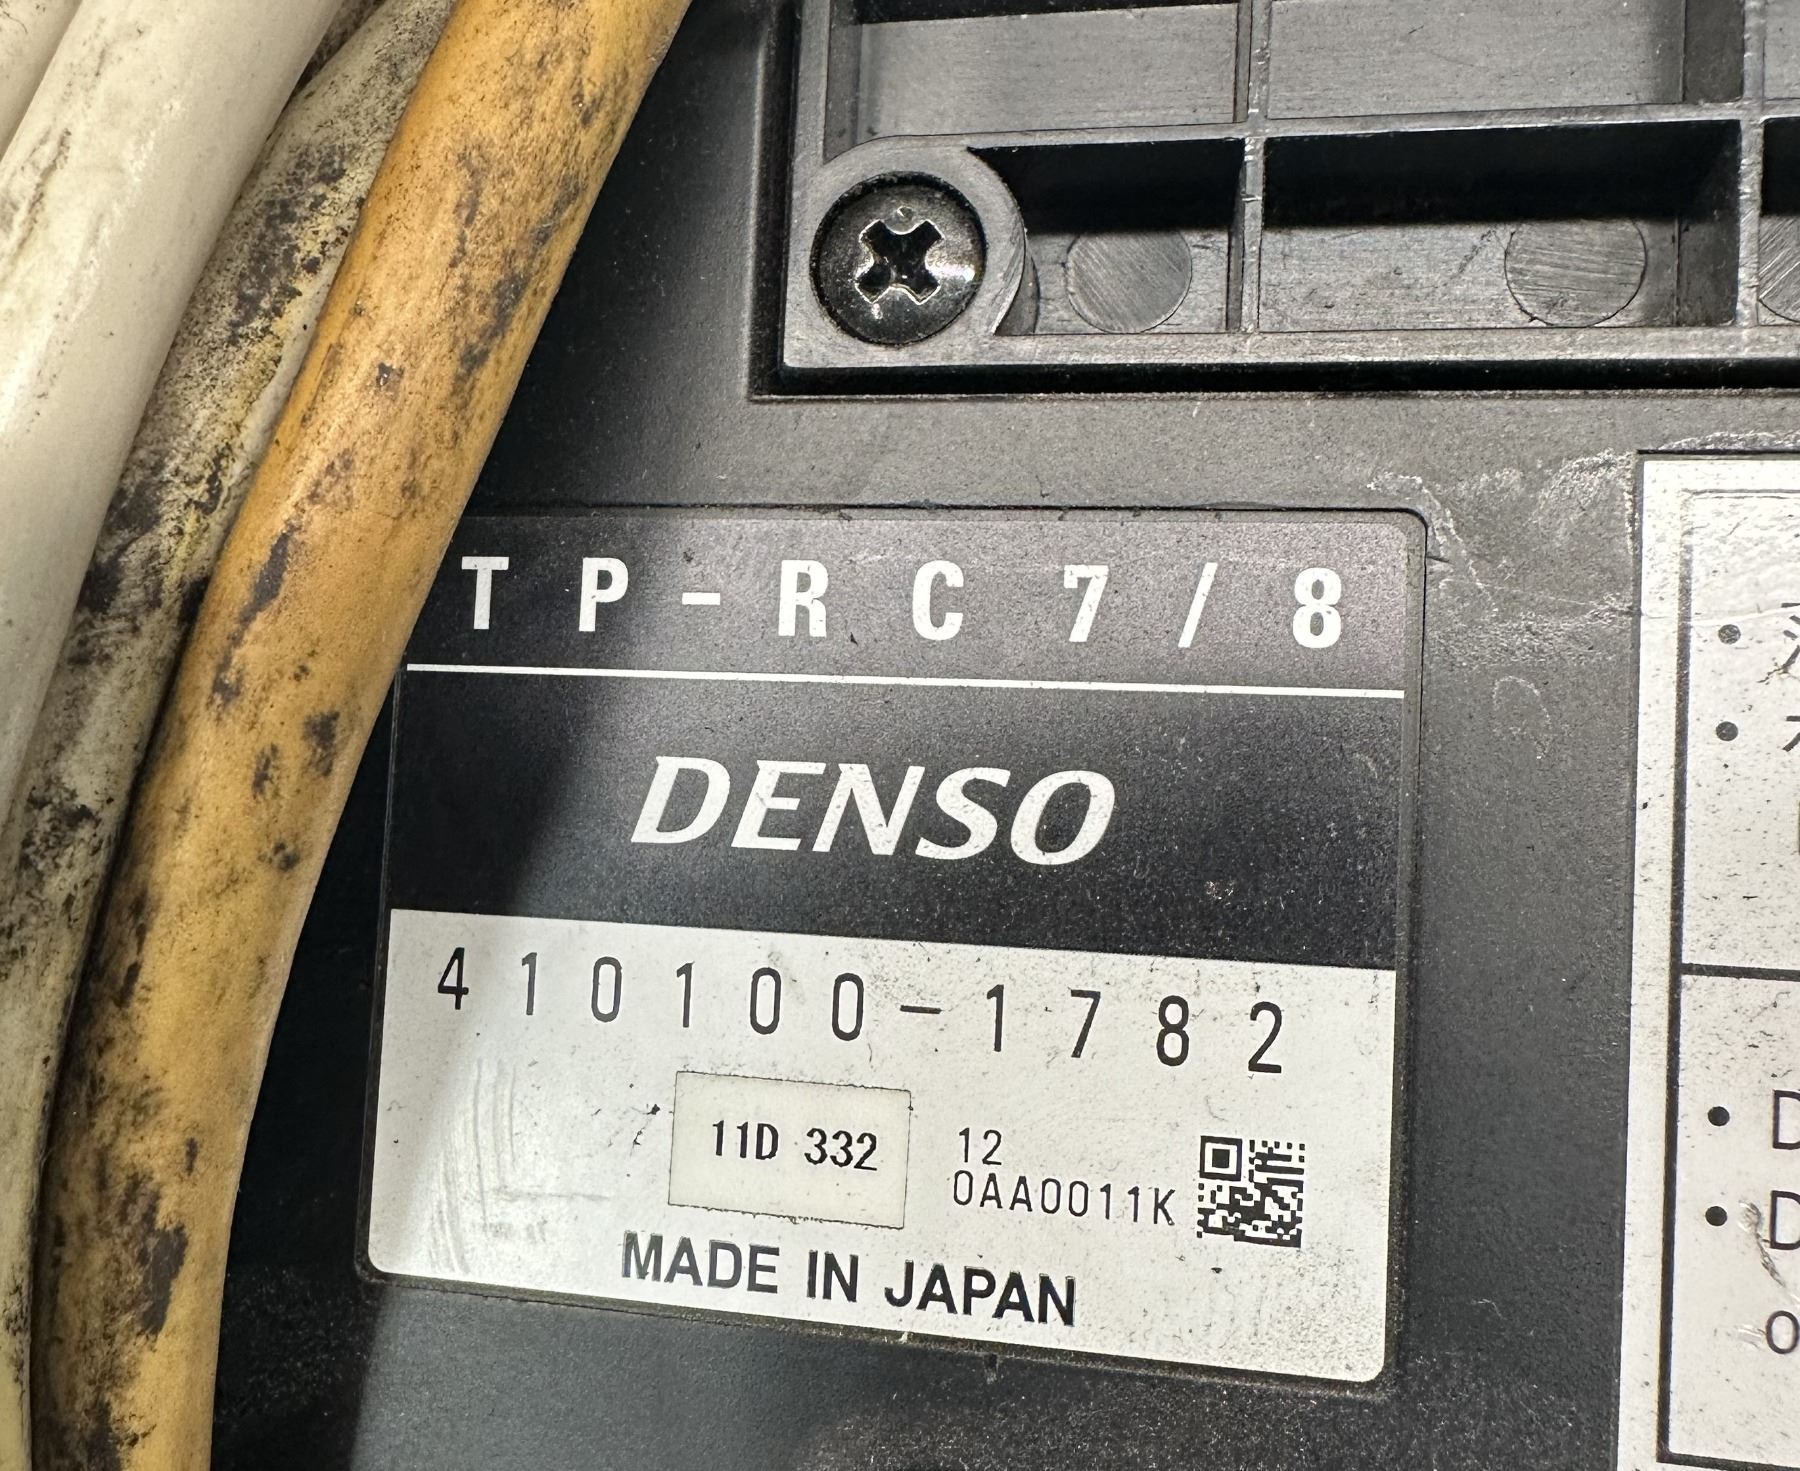 TP-RC7/8
DENSO
410100-1782
11D 332
12
0AA0011K
MADE IN JAPAN
• D
• D